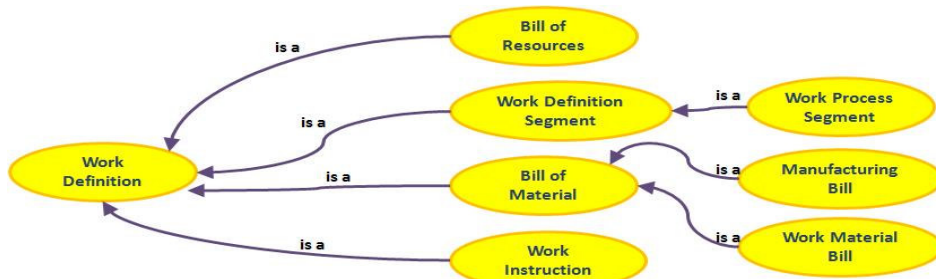 Bill of
Resources
is a
Work Definition
Segment
is a
Work Process
Segment
is a
Work
Definition
is a
Bill of
Material
is a
Manufacturing
Bill
is a
Work Material
Bill
is a
Work
Instruction